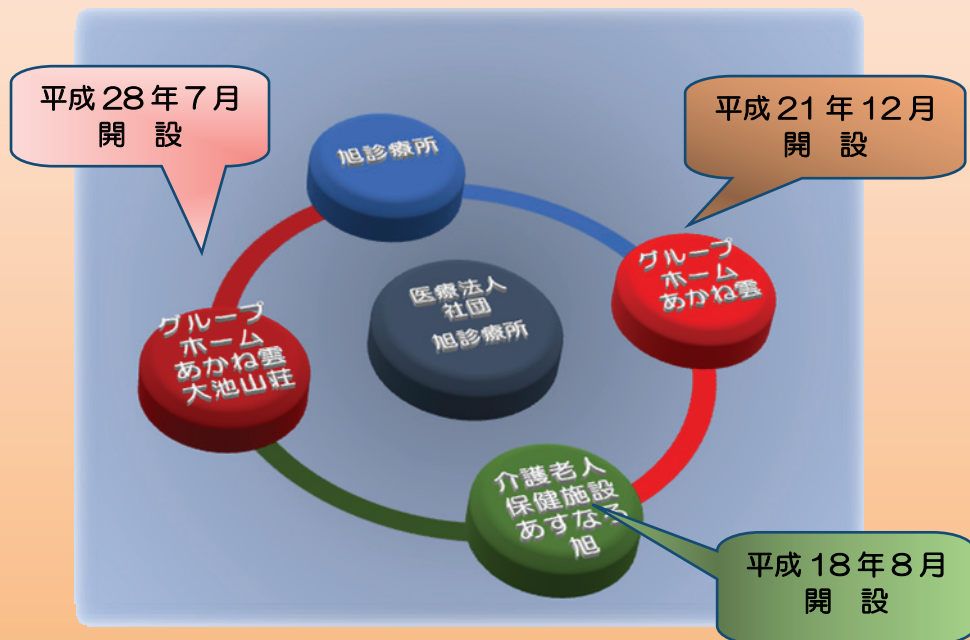 平成28年7月
開　設
平成21年12月
開　設
旭診療所
グループ
ホーム
あかね雲
医療法人
社団
旭診療所
グループ
ホーム
あかね雲
大池山荘
介護老人
保健施設
あすなろ
旭
平成18年8月
開　設